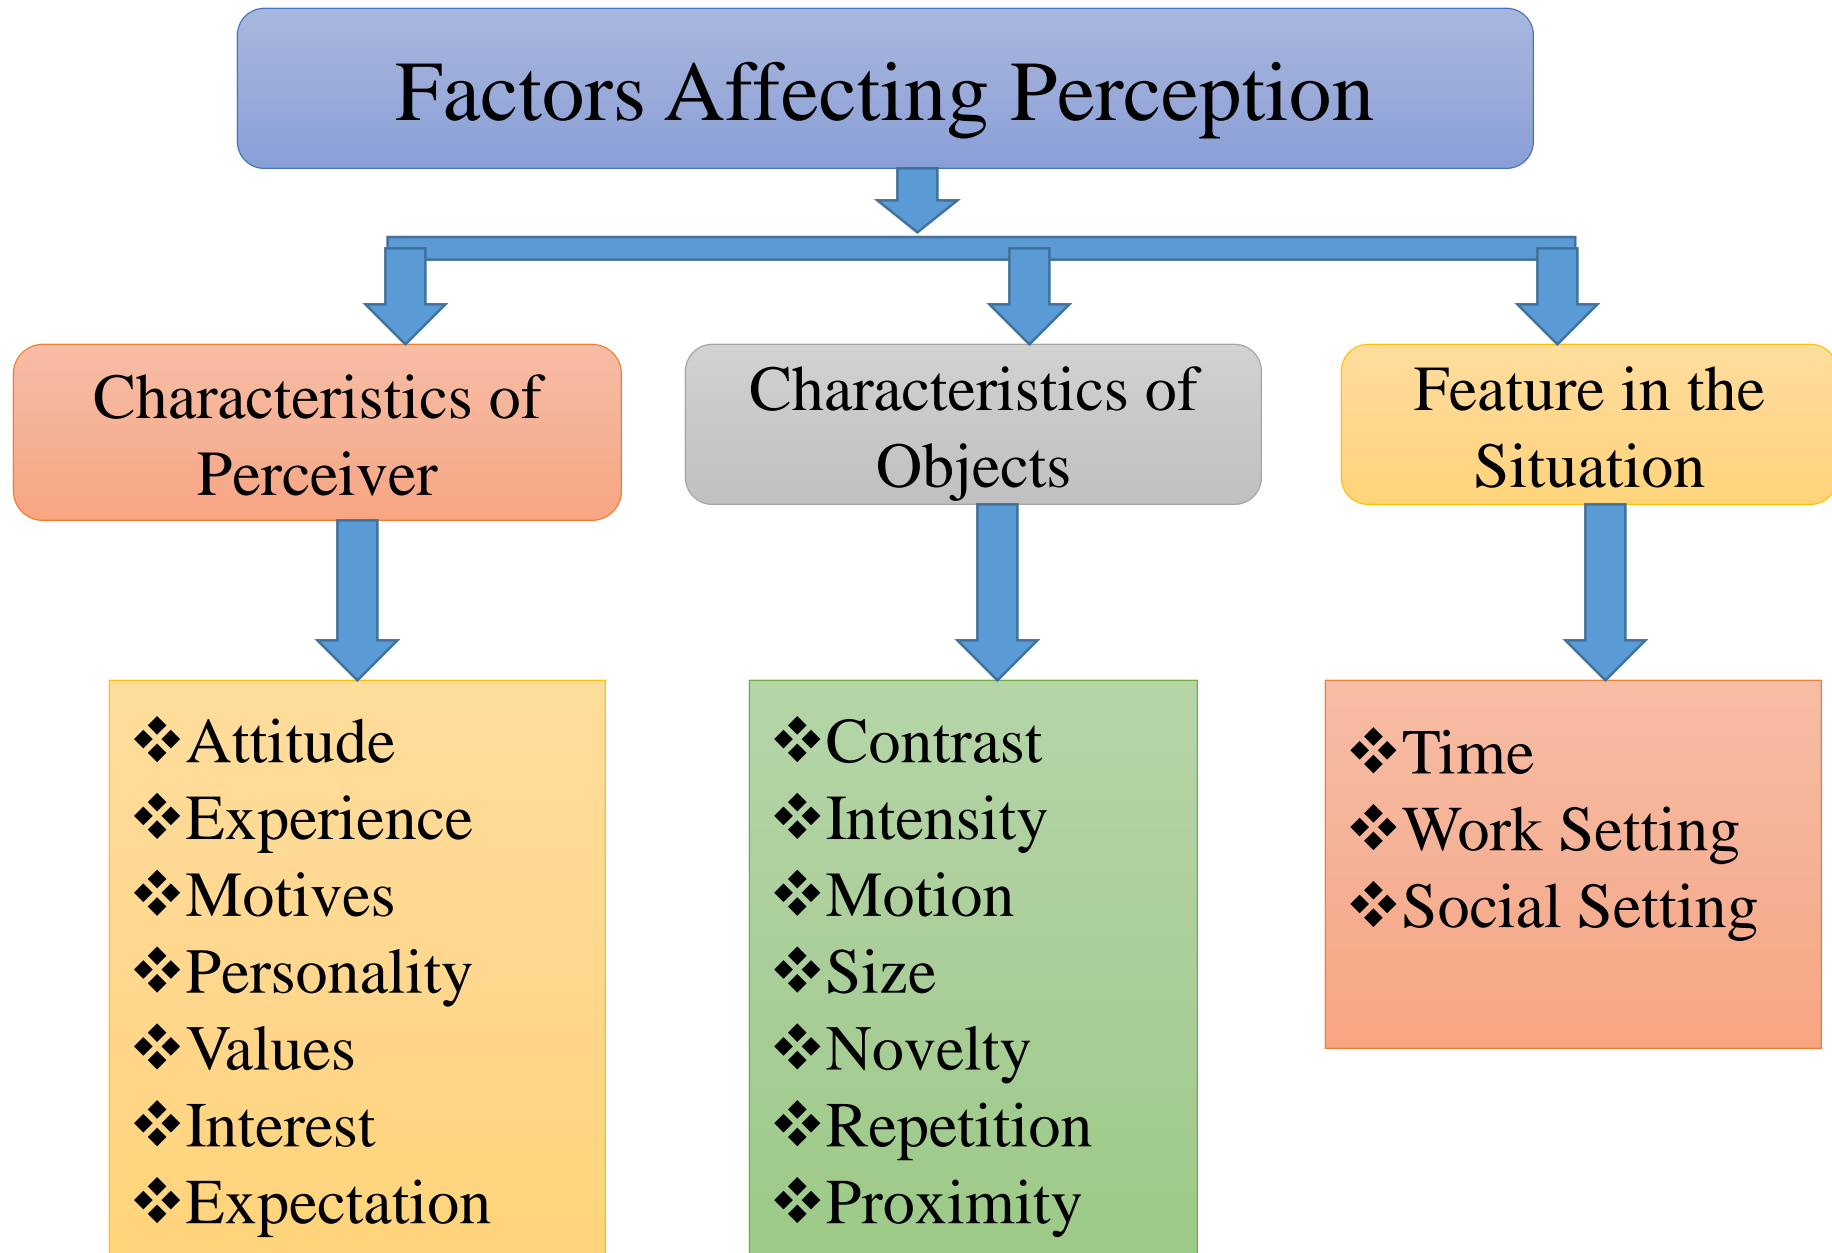 Factors Affecting Perception
Characteristics of
Perceiver
Characteristics of
Objects
Feature in the
Situation
❖Attitude
❖Experience
❖Motives
❖Personality
❖Values
❖Interest
❖Expectation
❖Contrast
❖Intensity
❖Motion
❖Size
❖Novelty
❖Repetition
❖Proximity
❖Time
❖Work Setting
❖Social Setting